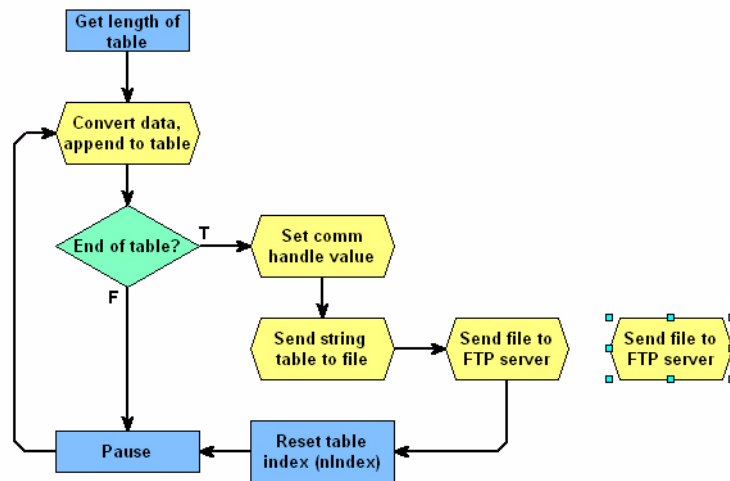 Get length of
table
Convert data,
append to table
End of table?
T
F
Set comm
handle value
Send string
table to file
Send file to
FTP server
Send file to
FTP server
Pause
Reset table
index (nIndex)